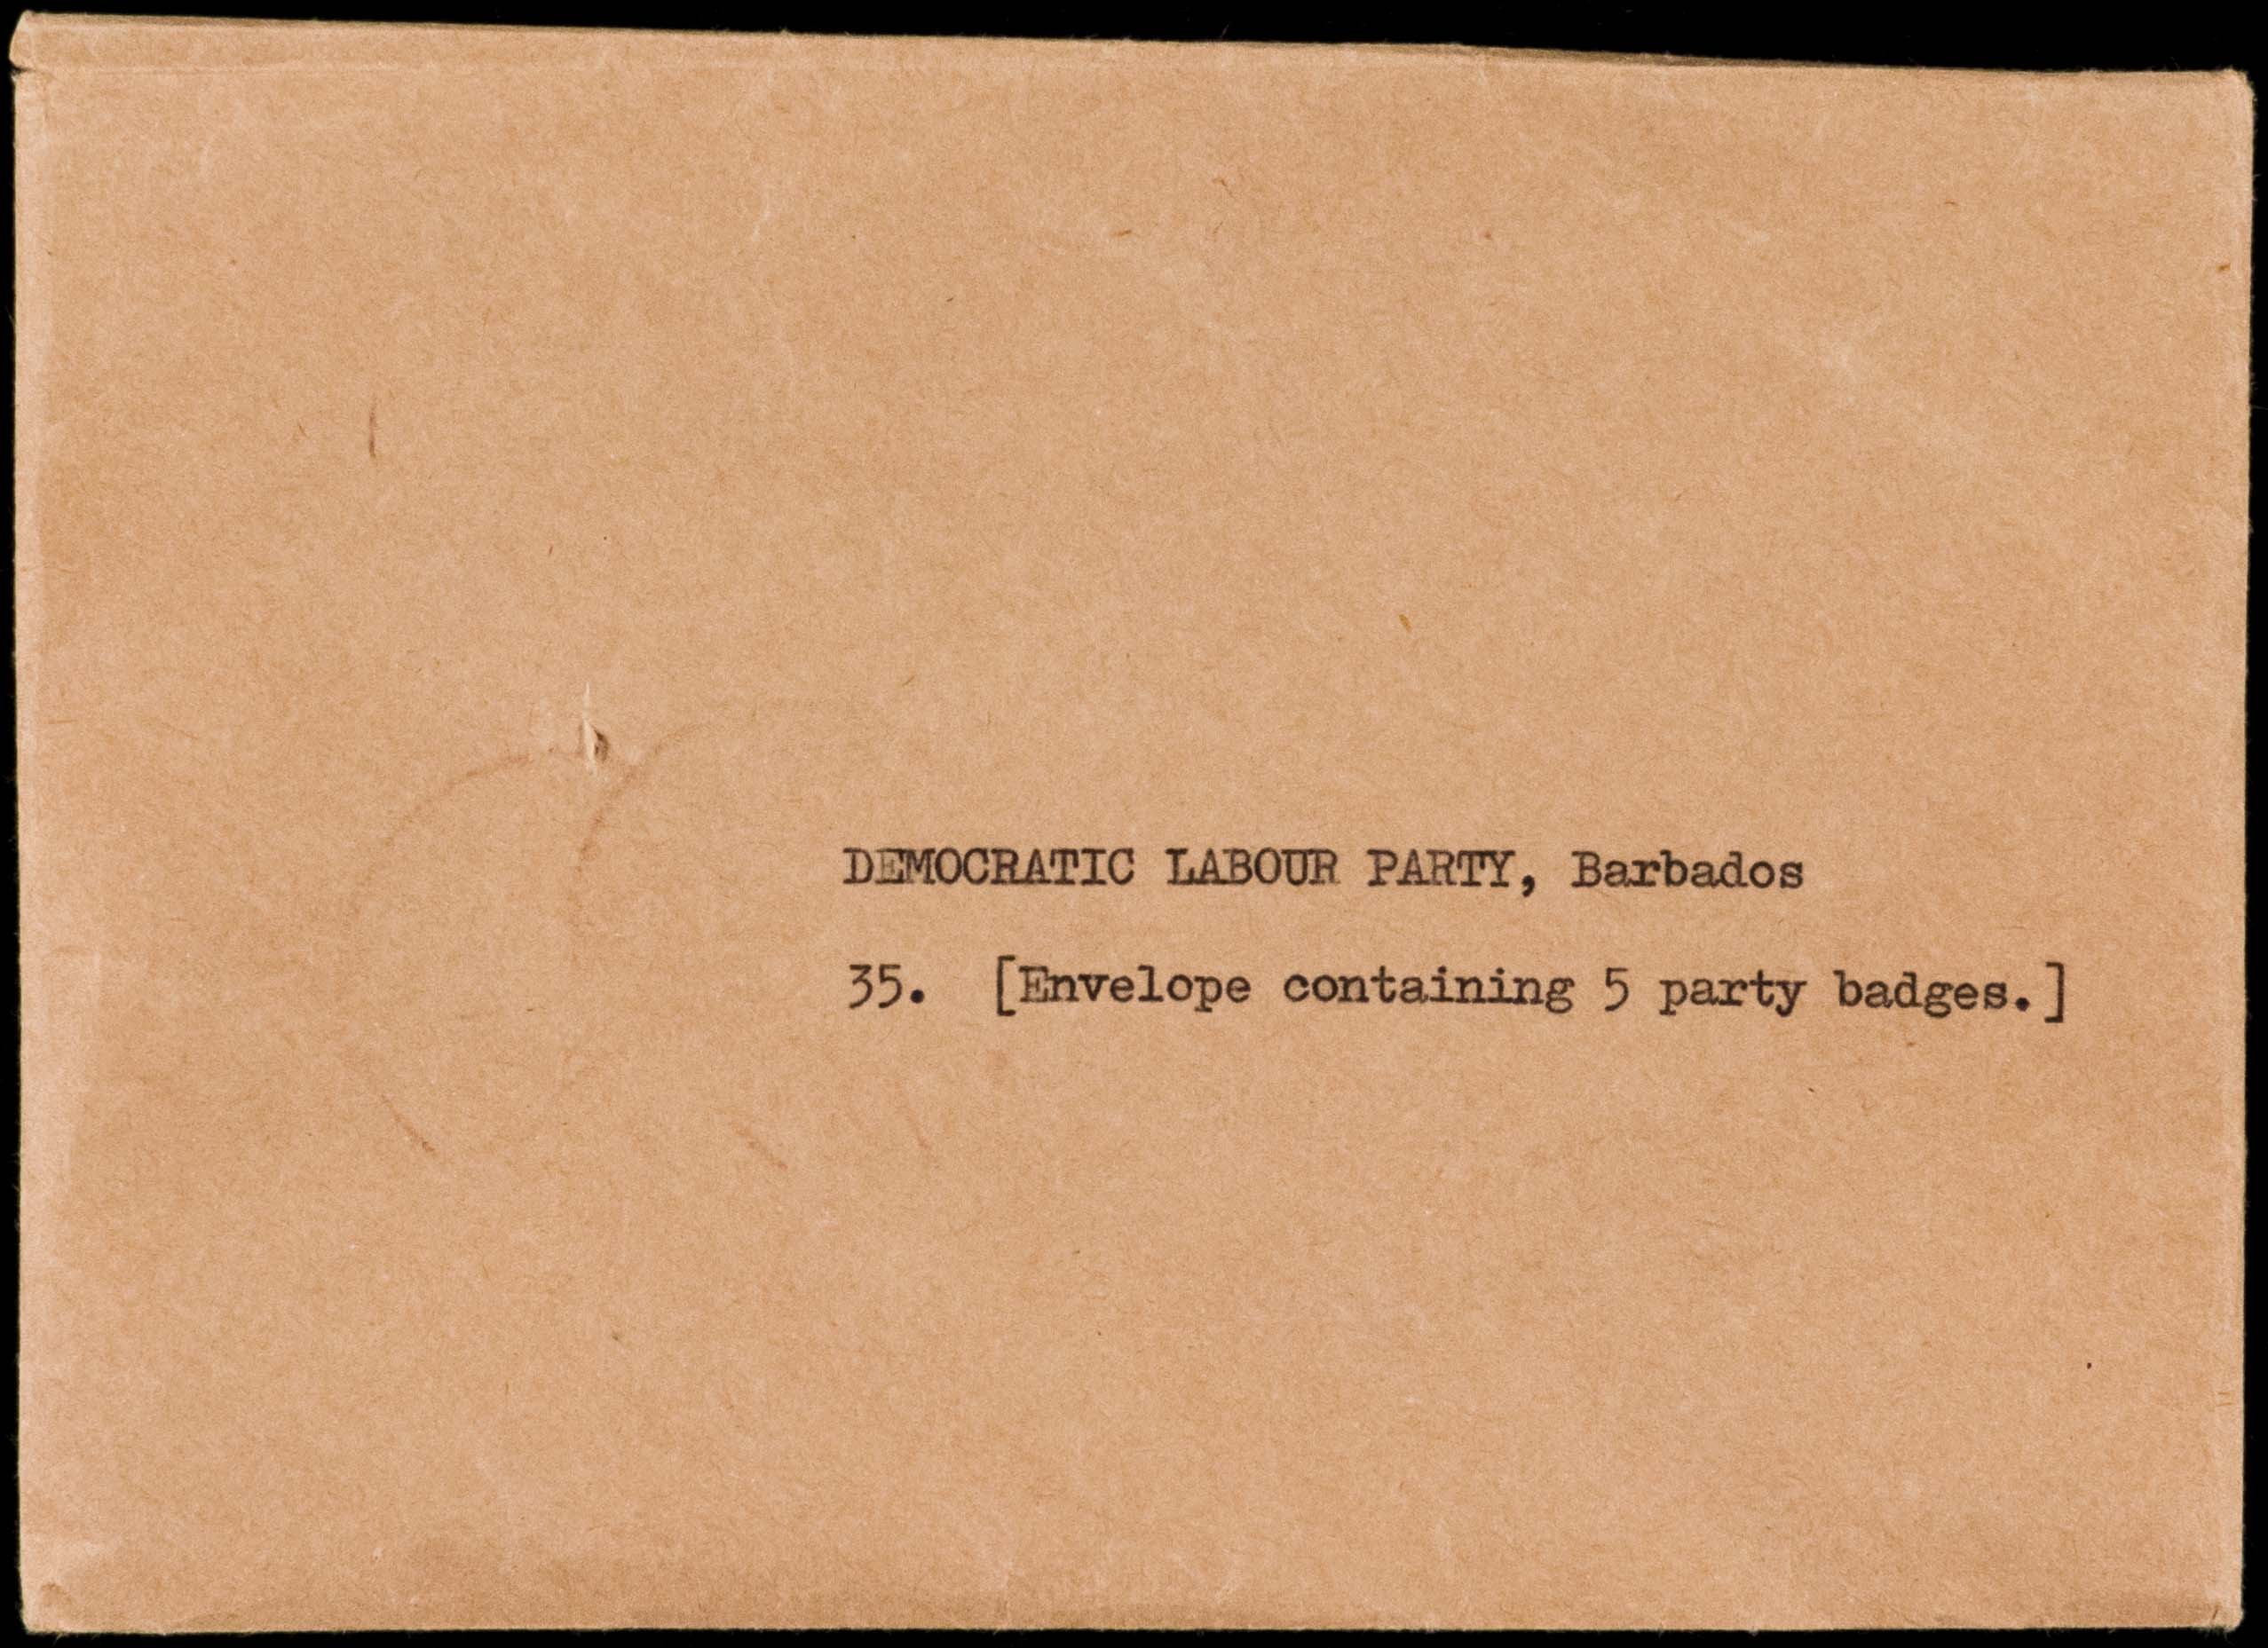 DEMOCRATIC LABOUR PARTY, Barbados
35. [Envelope containing 5 party badges.]